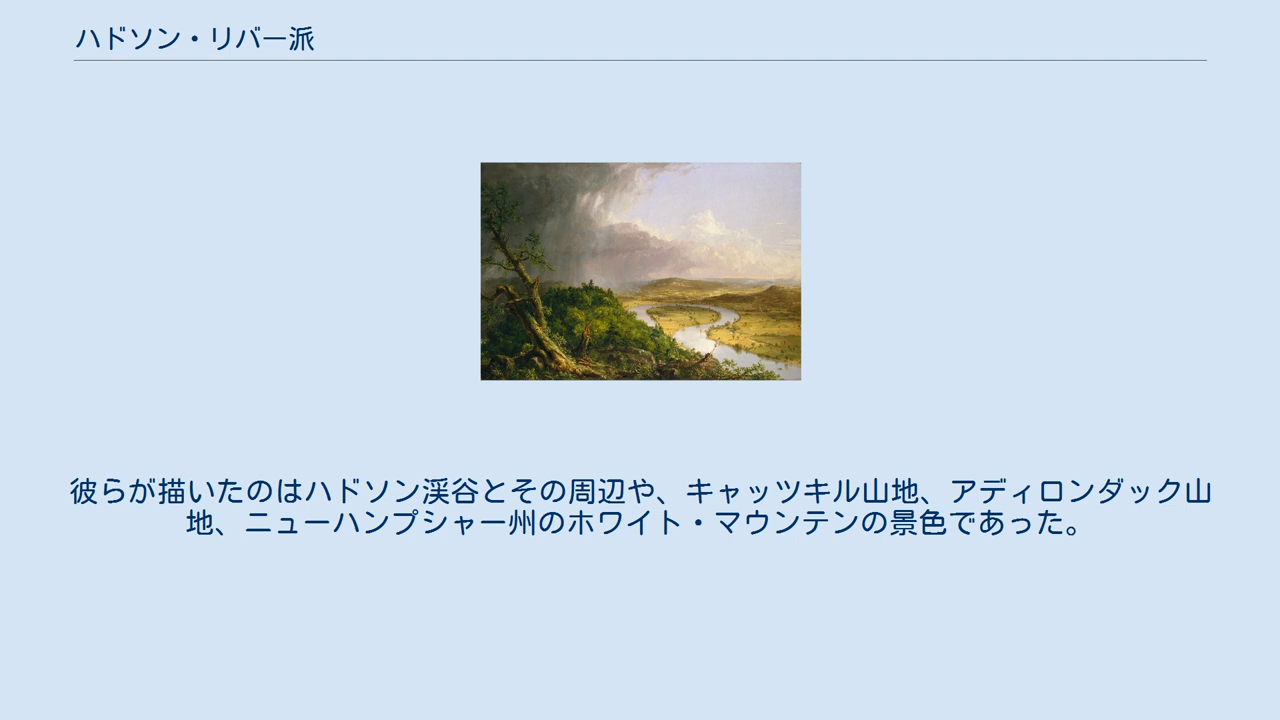 ハドソン・リバー派
彼らが描いたのはハドソン渓谷とその周辺や、キャッツキル山地、アディロンダック山
地、ニューハンプシャー州のホワイト・マウンテンの景色であった。